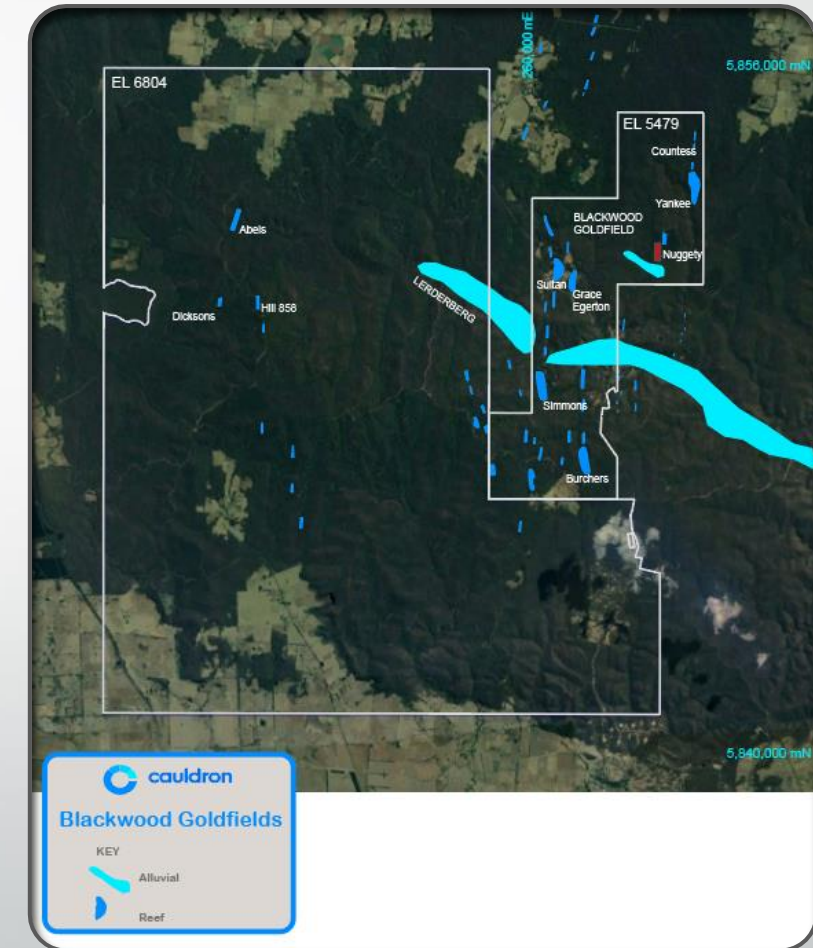 260,000 mE
5,856,000 mN
EL 6804
EL 5479
Countess
Yankee
BLACKWOOD
GOLDFIELD
Abels
Nuggety
Sultan
Grace
Egerton
LERDERBERG
Dicksons
Hill 858
Simmons
Burchers
5,840,000 mN
cauldron
Blackwood Goldfields
KEY
Alluvial
Reef